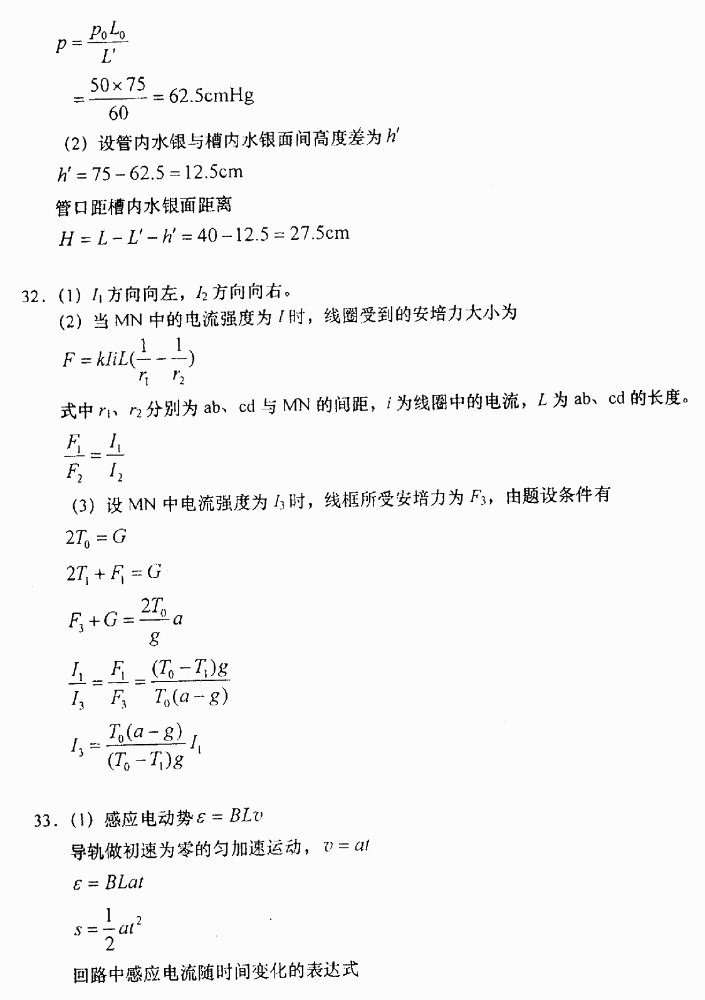 p = p₀L₀ / L′
= 50×75 / 60 = 62.5cmHg
(2) 设管内水银与槽内水银面间高度差为 h′
h′ = 75 − 62.5 = 12.5cm
管口距槽内水银面距离
H = L − L′ − h′ = 40 − 12.5 = 27.5cm
32. (1) I₁方向向左，I₂方向向右。
(2) 当 MN 中的电流强度为 I 时，线圈受到的安培力大小为
F = kIiL(1/r₁ − 1/r₂)
式中 r₁、r₂分别为 ab、cd 与 MN 的间距，i 为线圈中的电流，L 为 ab、cd 的长度。
F₁/F₂ = I₁/I₂
(3) 设 MN 中电流强度为 I₃时，线框所受安培力为 F₃，由题设条件有
2T₀ = G
2T₁ + F₁ = G
F₃ + G = (2T₀/g) a
I₁/I₃ = F₁/F₃ = (T₀ − T₁)g / T₀(a − g)
I₃ = T₀(a − g) / (T₀ − T₁)g I₁
33. (1) 感应电动势 ε = BLv
导轨做初速为零的匀加速运动，v = at
ε = BLat
s = 1/2 at²
回路中感应电流随时间变化的表达式